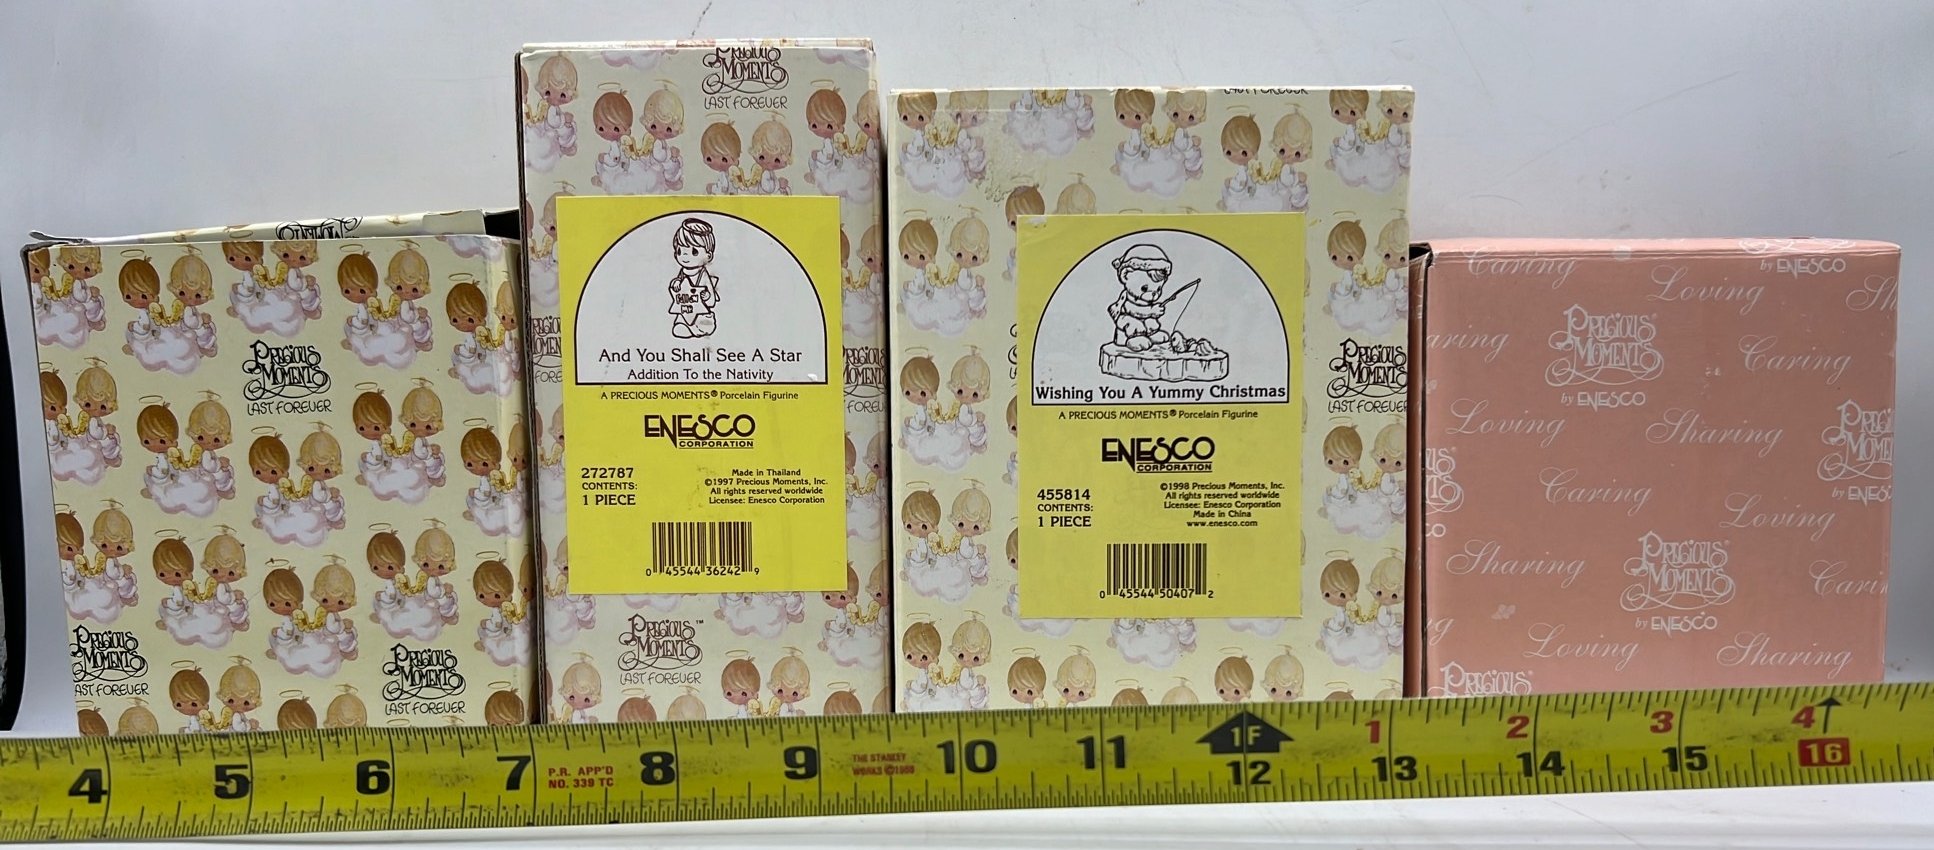 PRECIOUS
MOMENTS
LAST FOREVER
PRECIOUS
MOMENTS
LAST FOREVER
PRECIOUS
MOMENTS
LAST FOREVER
PRECIOUS
MOMENTS
LAST FOREVER
And You Shall See A Star
Addition To the Nativity
A PRECIOUS MOMENTS® Porcelain Figurine
ENESCO
CORPORATION
272787
CONTENTS:
1 PIECE
Made in Thailand
©1997 Precious Moments, Inc.
All rights reserved worldwide
Licensee: Enesco Corporation
0 45544 36242 9
PRECIOUS
MOMENTS™
LAST FOREVER
LAST FOREVER
Wishing You A Yummy Christmas
A PRECIOUS MOMENTS® Porcelain Figurine
ENESCO
CORPORATION
455814
CONTENTS:
1 PIECE
©1998 Precious Moments, Inc.
All rights reserved worldwide
Licensee: Enesco Corporation
Made in China
www.enesco.com
0 45544 50407 2
PRECIOUS
MOMENTS
LAST FOREVER
Caring
by ENESCO
Loving
PRECIOUS
MOMENTS®
by ENESCO
Caring
Loving
Sharing
Caring
Loving
Sharing
PRECIOUS
MOMENTS®
by ENESCO
Loving
Sharing
PRECIOUS
4 5 6 7 8 9 10 11 12 13 14 15 16
P.R. APP'D
NO. 339 TC
THE STANLEY
WORKS ©1989
1F
1 2 3 4